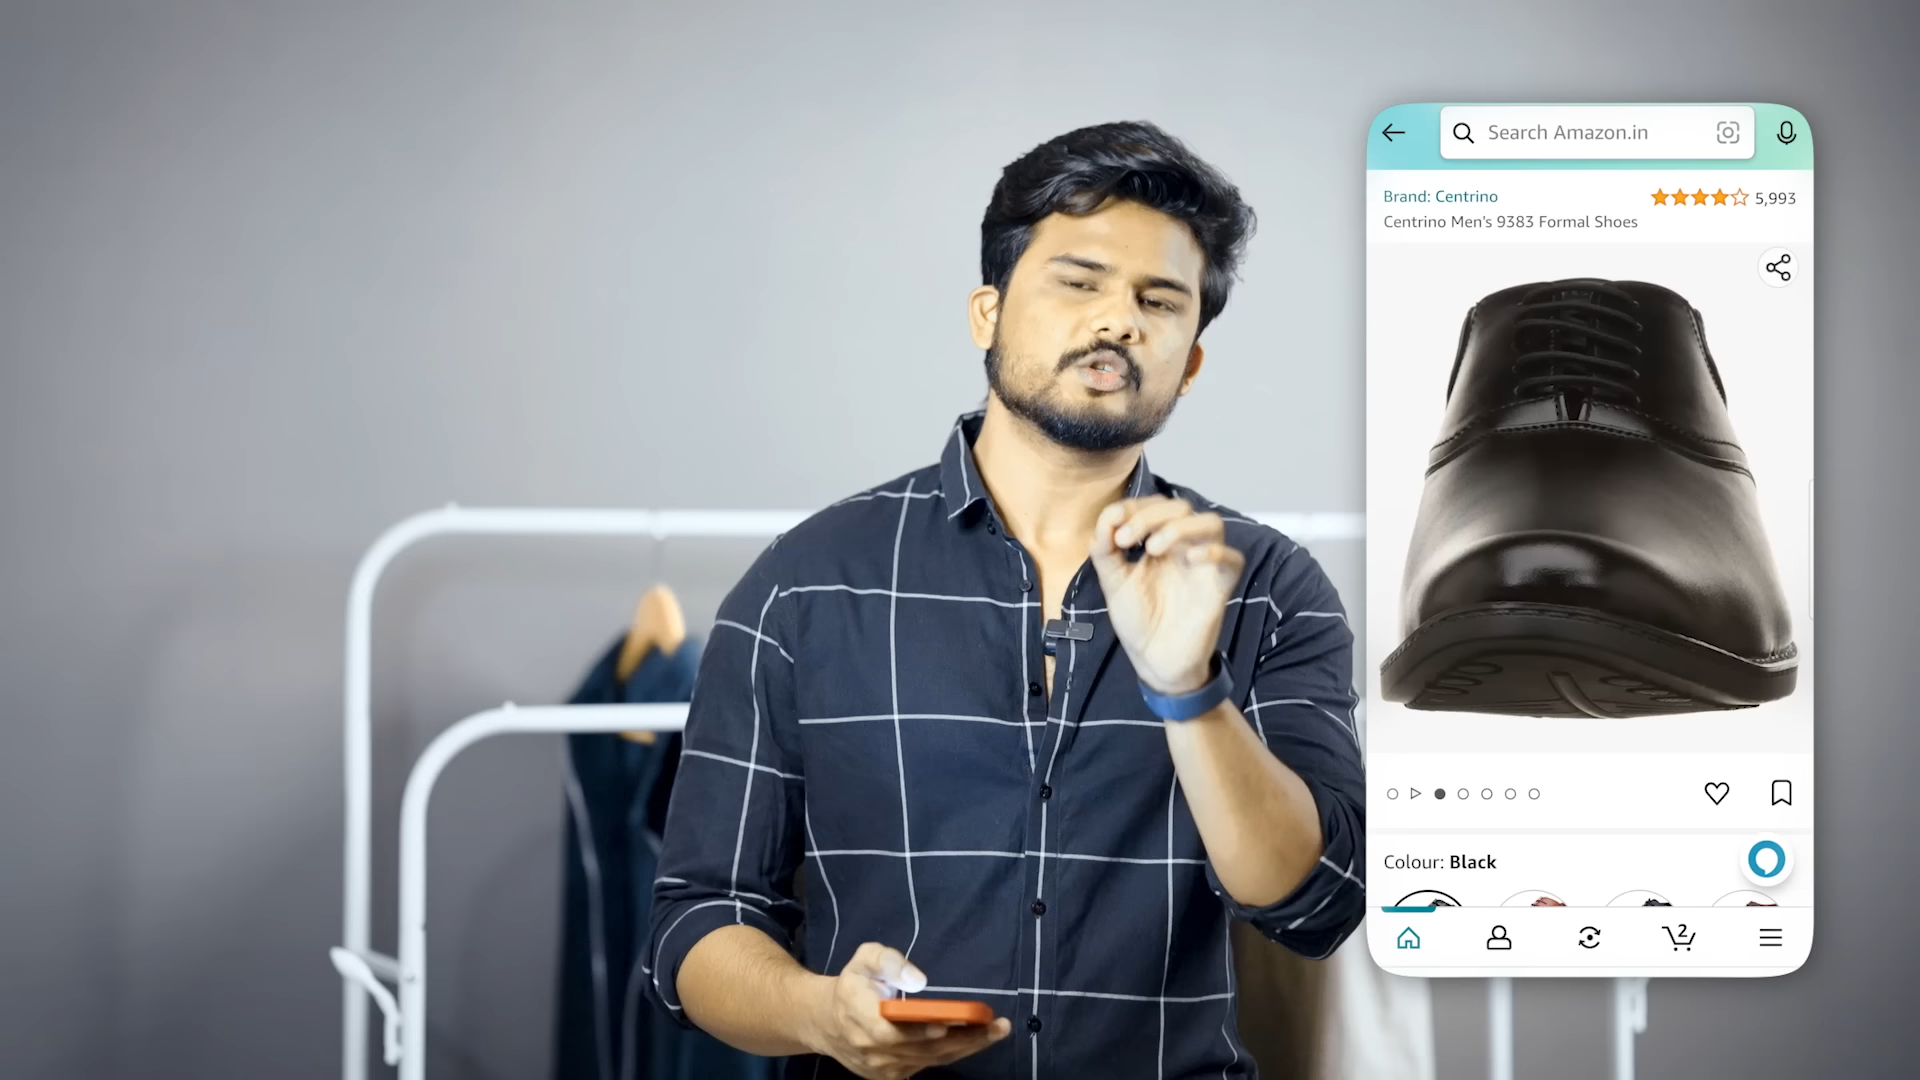 Search Amazon.in
Brand: Centrino
5,993
Centrino Men's 9383 Formal Shoes
Colour: Black
2